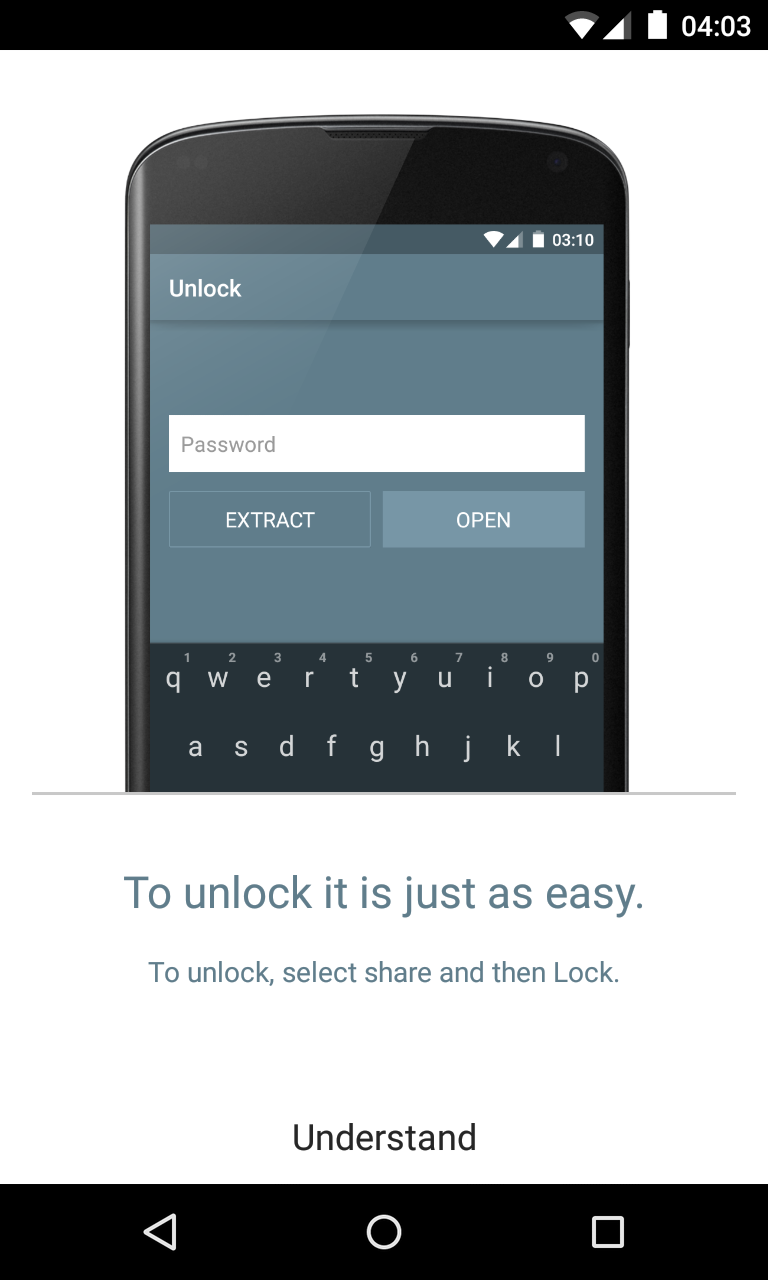 04:03
03:10
Unlock
Password
EXTRACT OPEN
1 2 3 4 5 6 7 8 9 0
q w e r t y u i o p
a s d f g h j k l
To unlock it is just as easy.
To unlock, select share and then Lock.
Understand